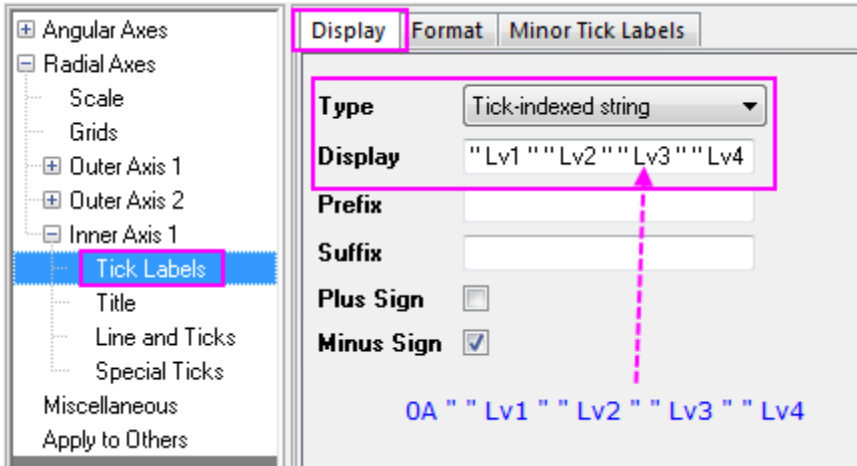 Angular Axes
Radial Axes
Scale
Grids
Outer Axis 1
Outer Axis 2
Inner Axis 1
Tick Labels
Title
Line and Ticks
Special Ticks
Miscellaneous
Apply to Others
Display Format Minor Tick Labels
Type Tick-indexed string
Display " Lv1 " " Lv2 " " Lv3 " " Lv4
Prefix
Suffix
Plus Sign
Minus Sign
0A " " Lv1 " " Lv2 " " Lv3 " " Lv4